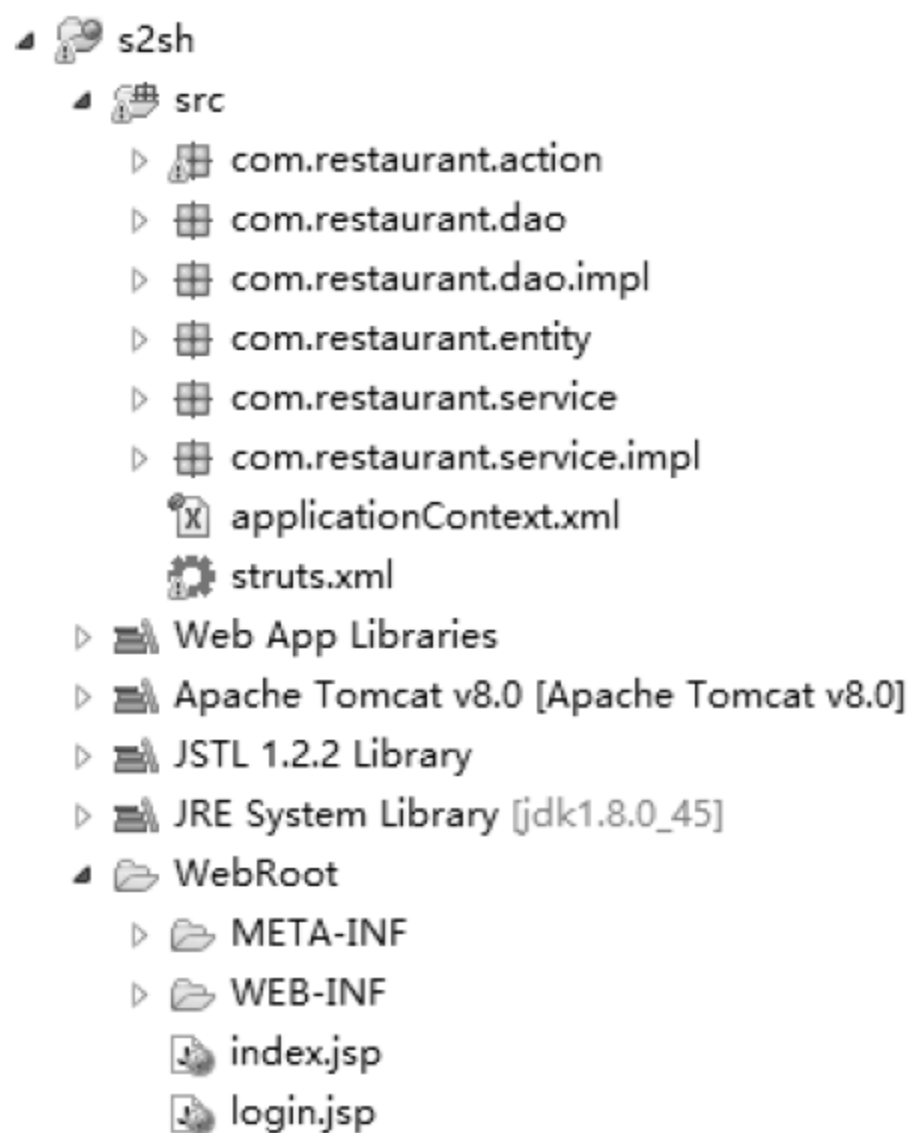 s2sh
src
com.restaurant.action
com.restaurant.dao
com.restaurant.dao.impl
com.restaurant.entity
com.restaurant.service
com.restaurant.service.impl
applicationContext.xml
struts.xml
Web App Libraries
Apache Tomcat v8.0 [Apache Tomcat v8.0]
JSTL 1.2.2 Library
JRE System Library [jdk1.8.0_45]
WebRoot
META-INF
WEB-INF
index.jsp
login.jsp